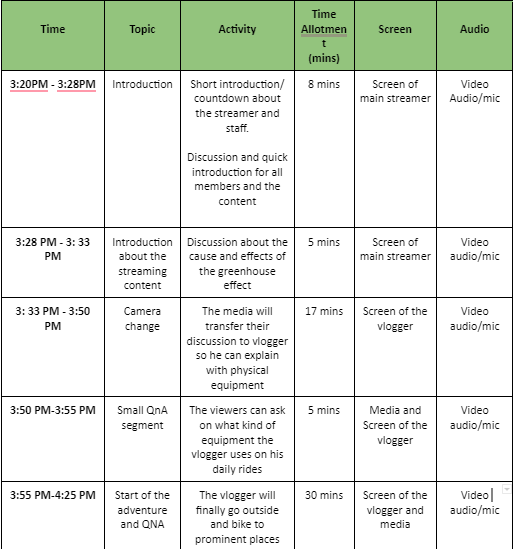 Time
Topic
Activity
Time
Allotmen
t
(mins)
Screen
Audio
3:20PM - 3:28PM
Introduction
Short introduction/
countdown about
the streamer and
staff.
Discussion and quick
introduction for all
members and the
content
8 mins
Screen of
main streamer
Video
Audio/mic
3:28 PM - 3: 33
PM
Introduction
about the
streaming
content
Discussion about the
cause and effects of
the greenhouse
effect
5 mins
Screen of
main streamer
Video
audio/mic
3: 33 PM - 3:50
PM
Camera
change
The media will
transfer their
discussion to vlogger
so he can explain
with physical
equipment
17 mins
Screen of the
vlogger
Video
audio/mic
3:50 PM-3:55 PM
Small QnA
segment
The viewers can ask
on what kind of
equipment the
vlogger uses on his
daily rides
5 mins
Media and
Screen of the
vlogger
Video
audio/mic
3:55 PM-4:25 PM
Start of the
adventure
and QNA
The vlogger will
finally go outside
and bike to
prominent places
30 mins
Screen of the
vlogger and
media
Video
audio/mic